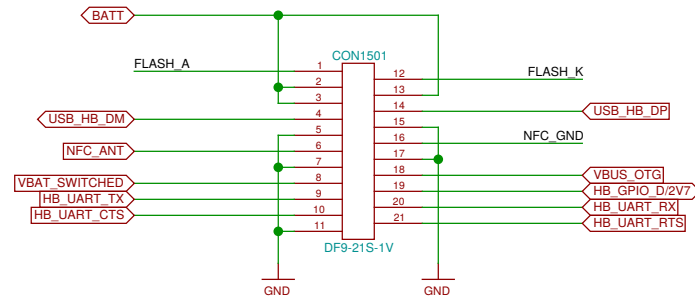 BATT
CON1501
FLASH_A
1
12
FLASH_K
2
13
3
14
USB_HB_DP
USB_HB_DM
4
15
5
16
NFC_GND
NFC_ANT
6
17
7
18
VBUS_OTG
VBAT_SWITCHED
8
19
HB_GPIO_D/2V7
HB_UART_TX
9
20
HB_UART_RX
HB_UART_CTS
10
21
HB_UART_RTS
11
DF9-21S-1V
GND
GND